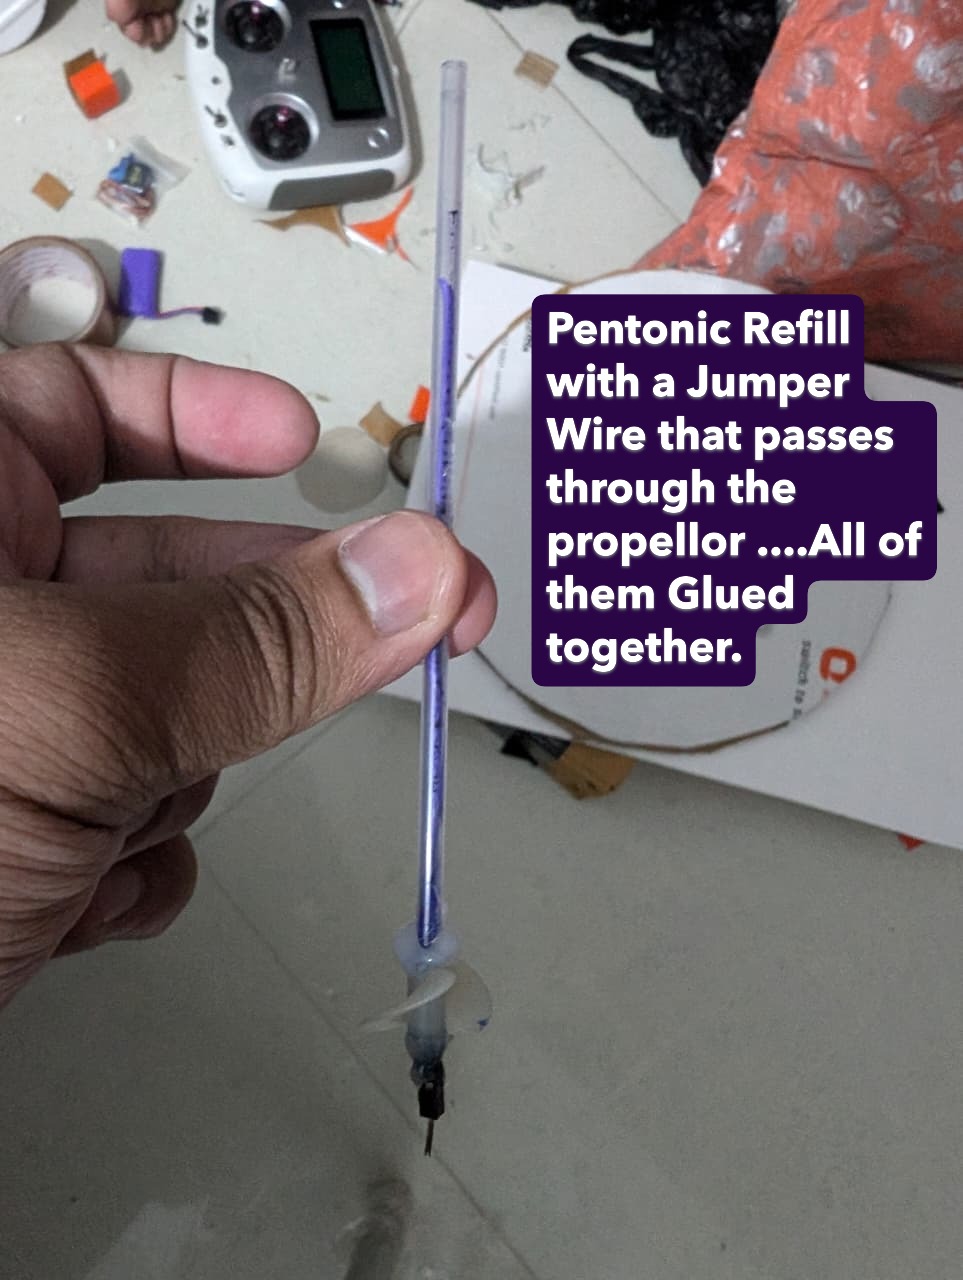 Pentonic Refill
with a Jumper
Wire that passes
through the
propellor ....All of
them Glued
together.